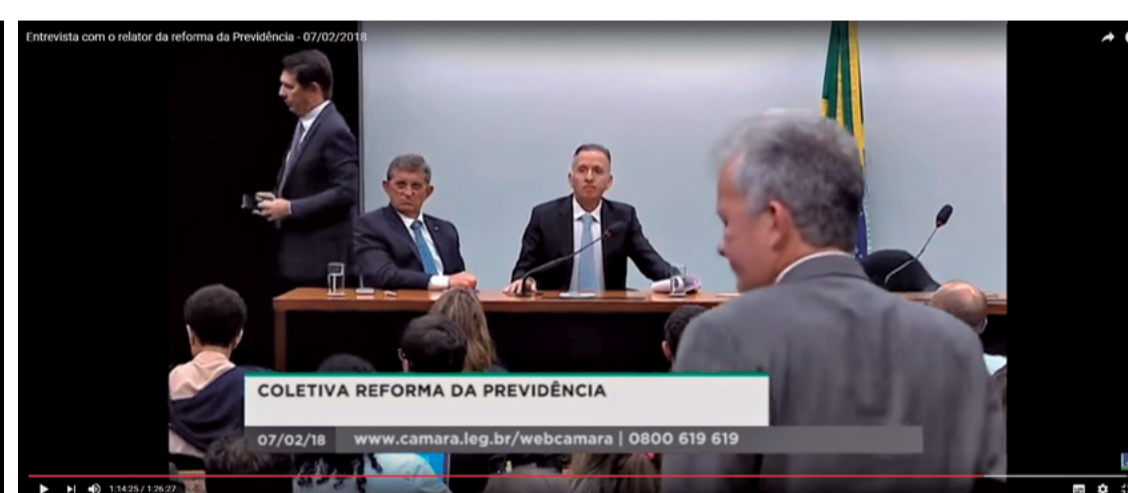 Entrevista com o relator da reforma da Previdência - 07/02/2018
COLETIVA REFORMA DA PREVIDÊNCIA
07/02/18 www.camara.leg.br/webcamara | 0800 619 619
1:14:25 / 1:26:27